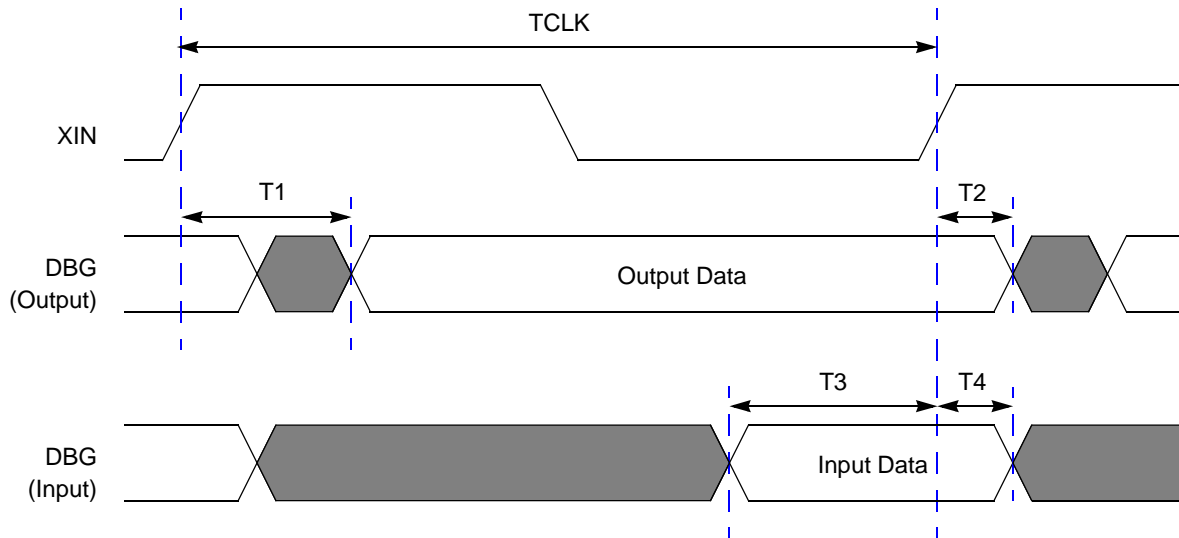 TCLK
XIN
T1
T2
DBG
(Output)
Output Data
T3
T4
DBG
(Input)
Input Data